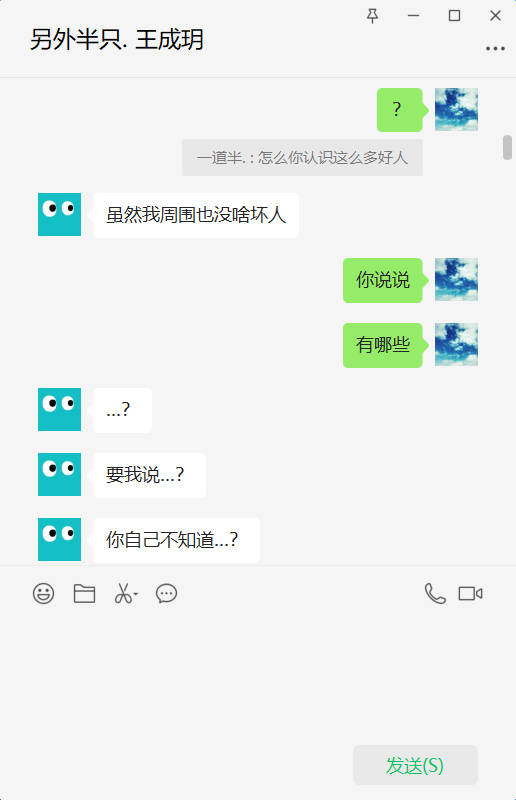 另外半只. 王成玥
?
一道半. : 怎么你认识这么多好人
虽然我周围也没啥坏人
你说说
有哪些
...?
要我说...?
你自己不知道...?
发送(S)